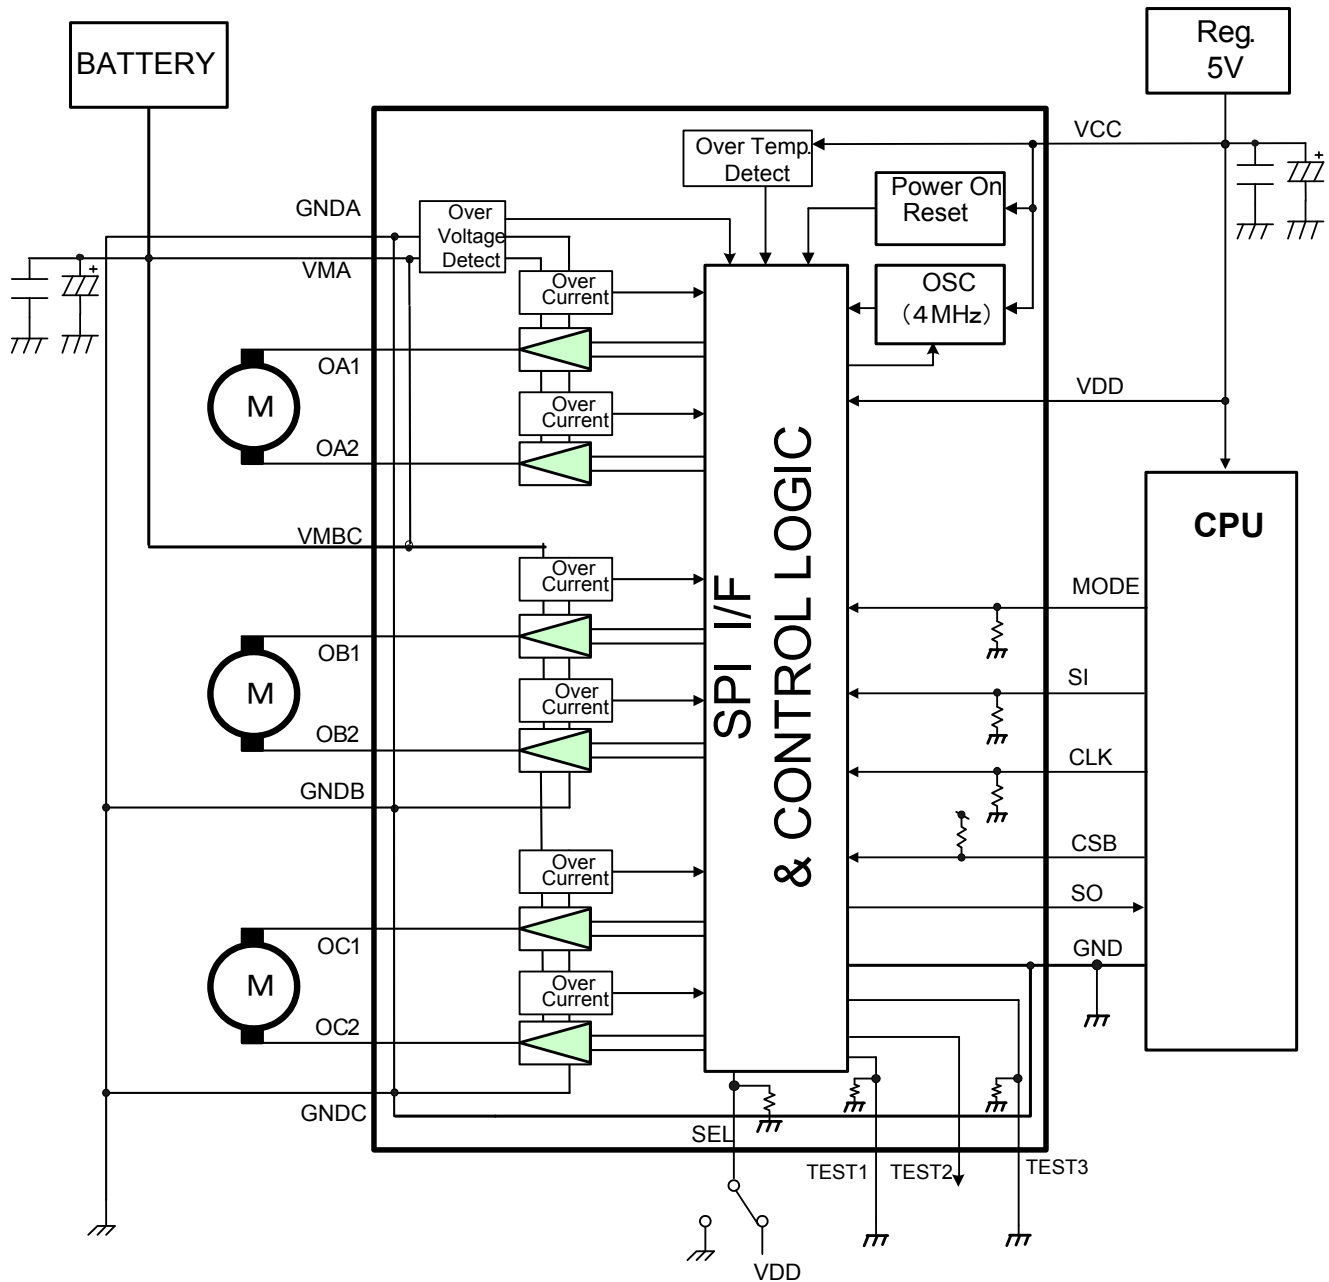 BATTERY
Reg.
5V
VCC
Over Temp.
Detect
Power On
Reset
GNDA
Over
Voltage
Detect
VMA
Over
Current
OSC
（4MHz）
OA1
M
VDD
Over
Current
OA2
CPU
VMBC
Over
Current
MODE
SPI I/F
& CONTROL LOGIC
OB1
M
SI
Over
Current
OB2
CLK
GNDB
CSB
Over
Current
SO
OC1
GND
M
Over
Current
OC2
GNDC
SEL
TEST1
TEST2
TEST3
VDD